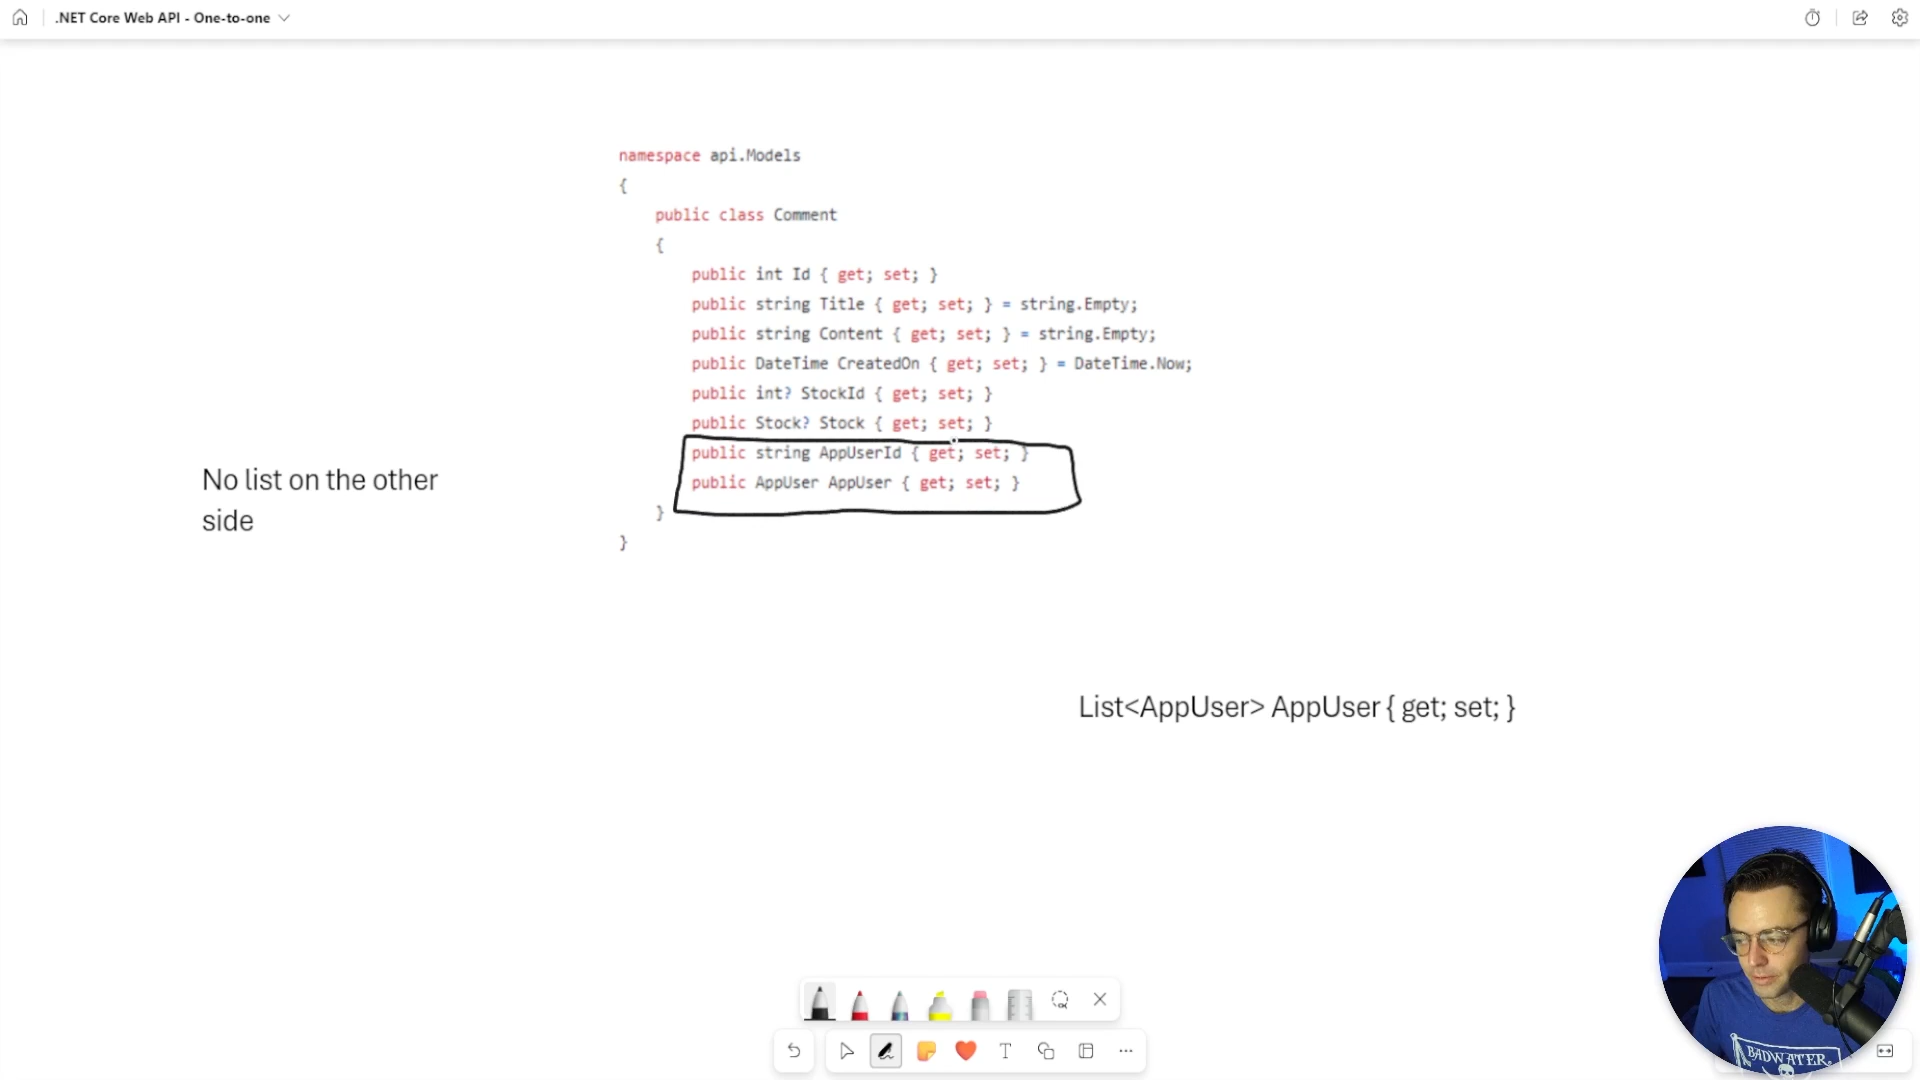 .NET Core Web API - One-to-one
namespace api.Models
{
public class Comment
{
public int Id { get; set; }
public string Title { get; set; } = string.Empty;
public string Content { get; set; } = string.Empty;
public DateTime CreatedOn { get; set; } = DateTime.Now;
public int? StockId { get; set; }
public Stock? Stock { get; set; }
public string AppUserId { get; set; }
public AppUser AppUser { get; set; }
}
}
No list on the other
side
List<AppUser> AppUser { get; set; }
T
BADWATER